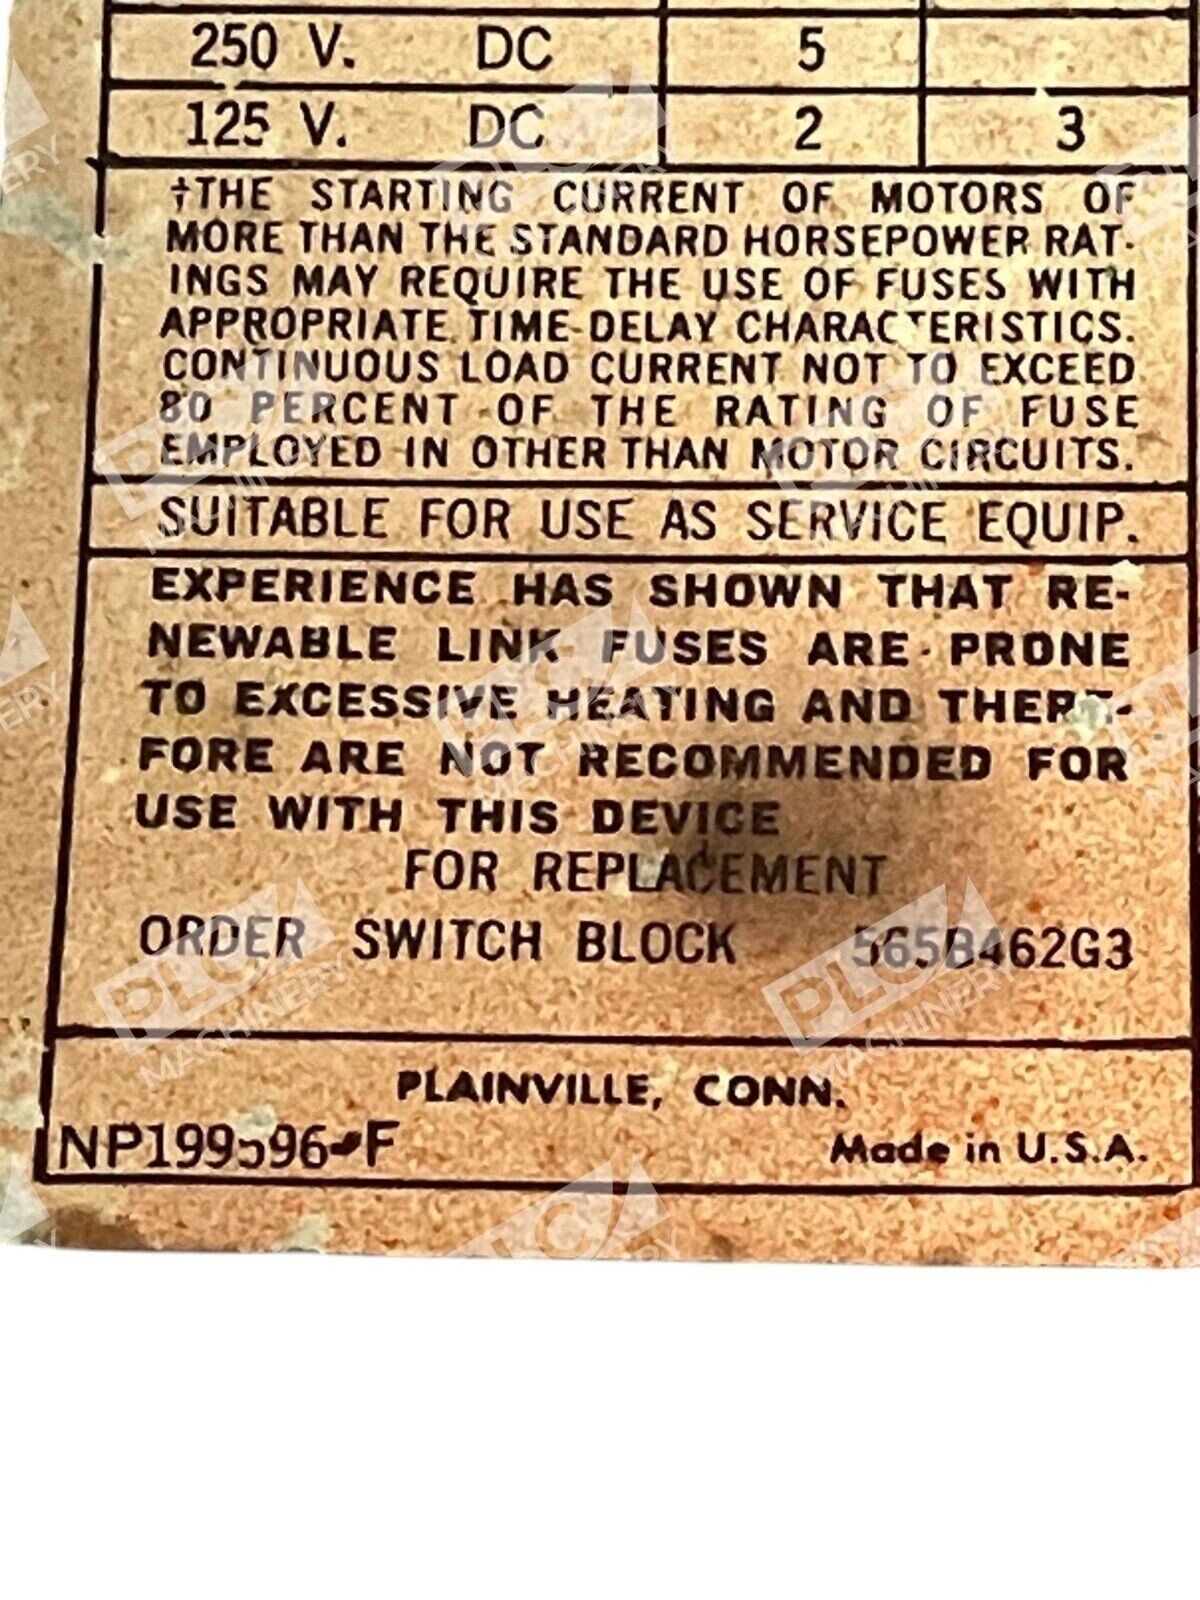 250 V. DC 5
125 V. DC 2 3
†THE STARTING CURRENT OF MOTORS OF
MORE THAN THE STANDARD HORSEPOWER RAT-
INGS MAY REQUIRE THE USE OF FUSES WITH
APPROPRIATE TIME-DELAY CHARACTERISTICS.
CONTINUOUS LOAD CURRENT NOT TO EXCEED
80 PERCENT OF THE RATING OF FUSE
EMPLOYED IN OTHER THAN MOTOR CIRCUITS.
SUITABLE FOR USE AS SERVICE EQUIP.
EXPERIENCE HAS SHOWN THAT RE-
NEWABLE LINK FUSES ARE PRONE
TO EXCESSIVE HEATING AND THERE-
FORE ARE NOT RECOMMENDED FOR
USE WITH THIS DEVICE
FOR REPLACEMENT
ORDER SWITCH BLOCK 565B462G3
PLAINVILLE, CONN.
NP199596-F Made in U.S.A.
PLC MACHINERY